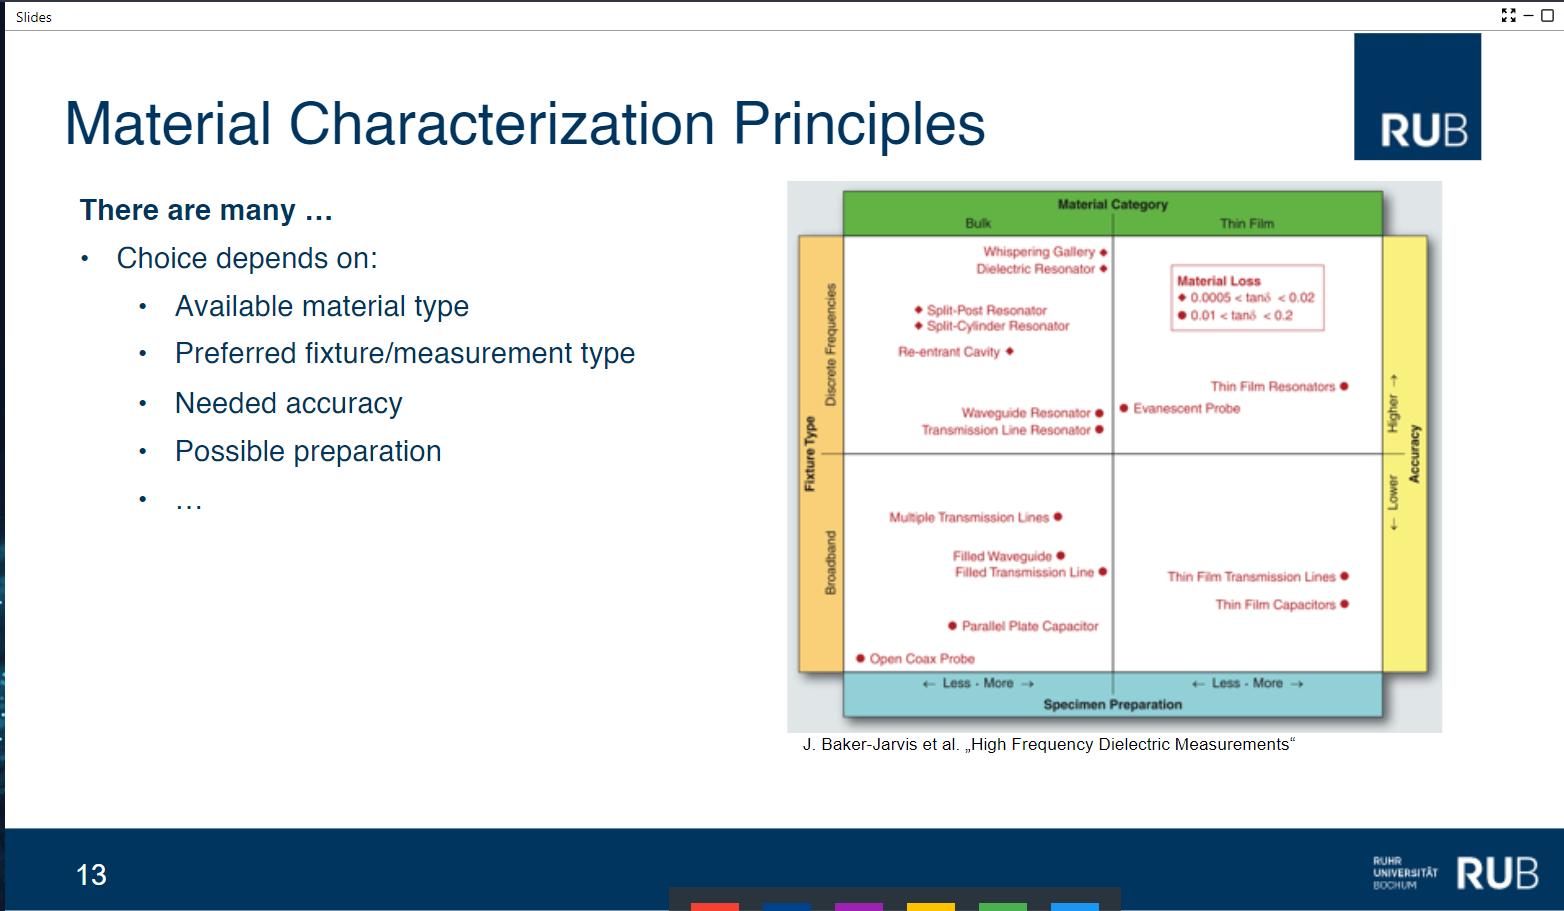 Slides
Material Characterization Principles
RUB
There are many …
• Choice depends on:
• Available material type
• Preferred fixture/measurement type
• Needed accuracy
• Possible preparation
• …
Material Category
Bulk
Thin Film
Fixture Type
Discrete Frequencies
Broadband
Whispering Gallery
Dielectric Resonator
Split-Post Resonator
Split-Cylinder Resonator
Re-entrant Cavity
Waveguide Resonator
Transmission Line Resonator
Material Loss
0.0005 < tanδ < 0.02
0.01 < tanδ < 0.2
Thin Film Resonators
Evanescent Probe
Multiple Transmission Lines
Filled Waveguide
Filled Transmission Line
Parallel Plate Capacitor
Open Coax Probe
Thin Film Transmission Lines
Thin Film Capacitors
Higher →
← Lower
Accuracy
← Less - More →
← Less - More →
Specimen Preparation
J. Baker-Jarvis et al. „High Frequency Dielectric Measurements“
13
RUHR
UNIVERSITÄT
BOCHUM
RUB